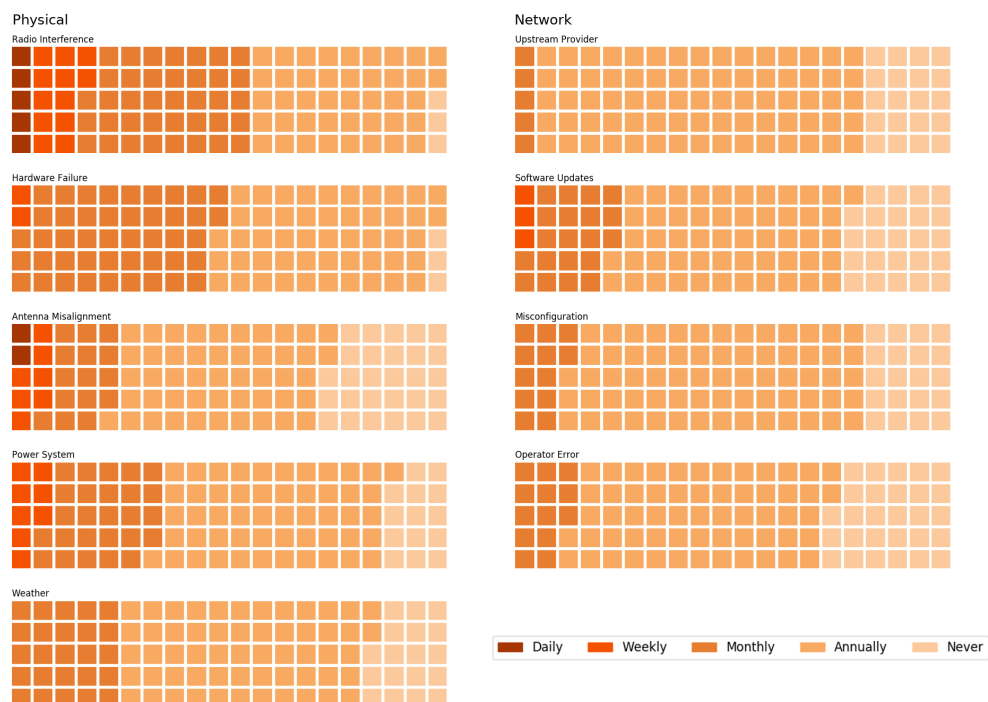 Physical
Radio Interference
Hardware Failure
Antenna Misalignment
Power System
Weather
Network
Upstream Provider
Software Updates
Misconfiguration
Operator Error
Daily
Weekly
Monthly
Annually
Never